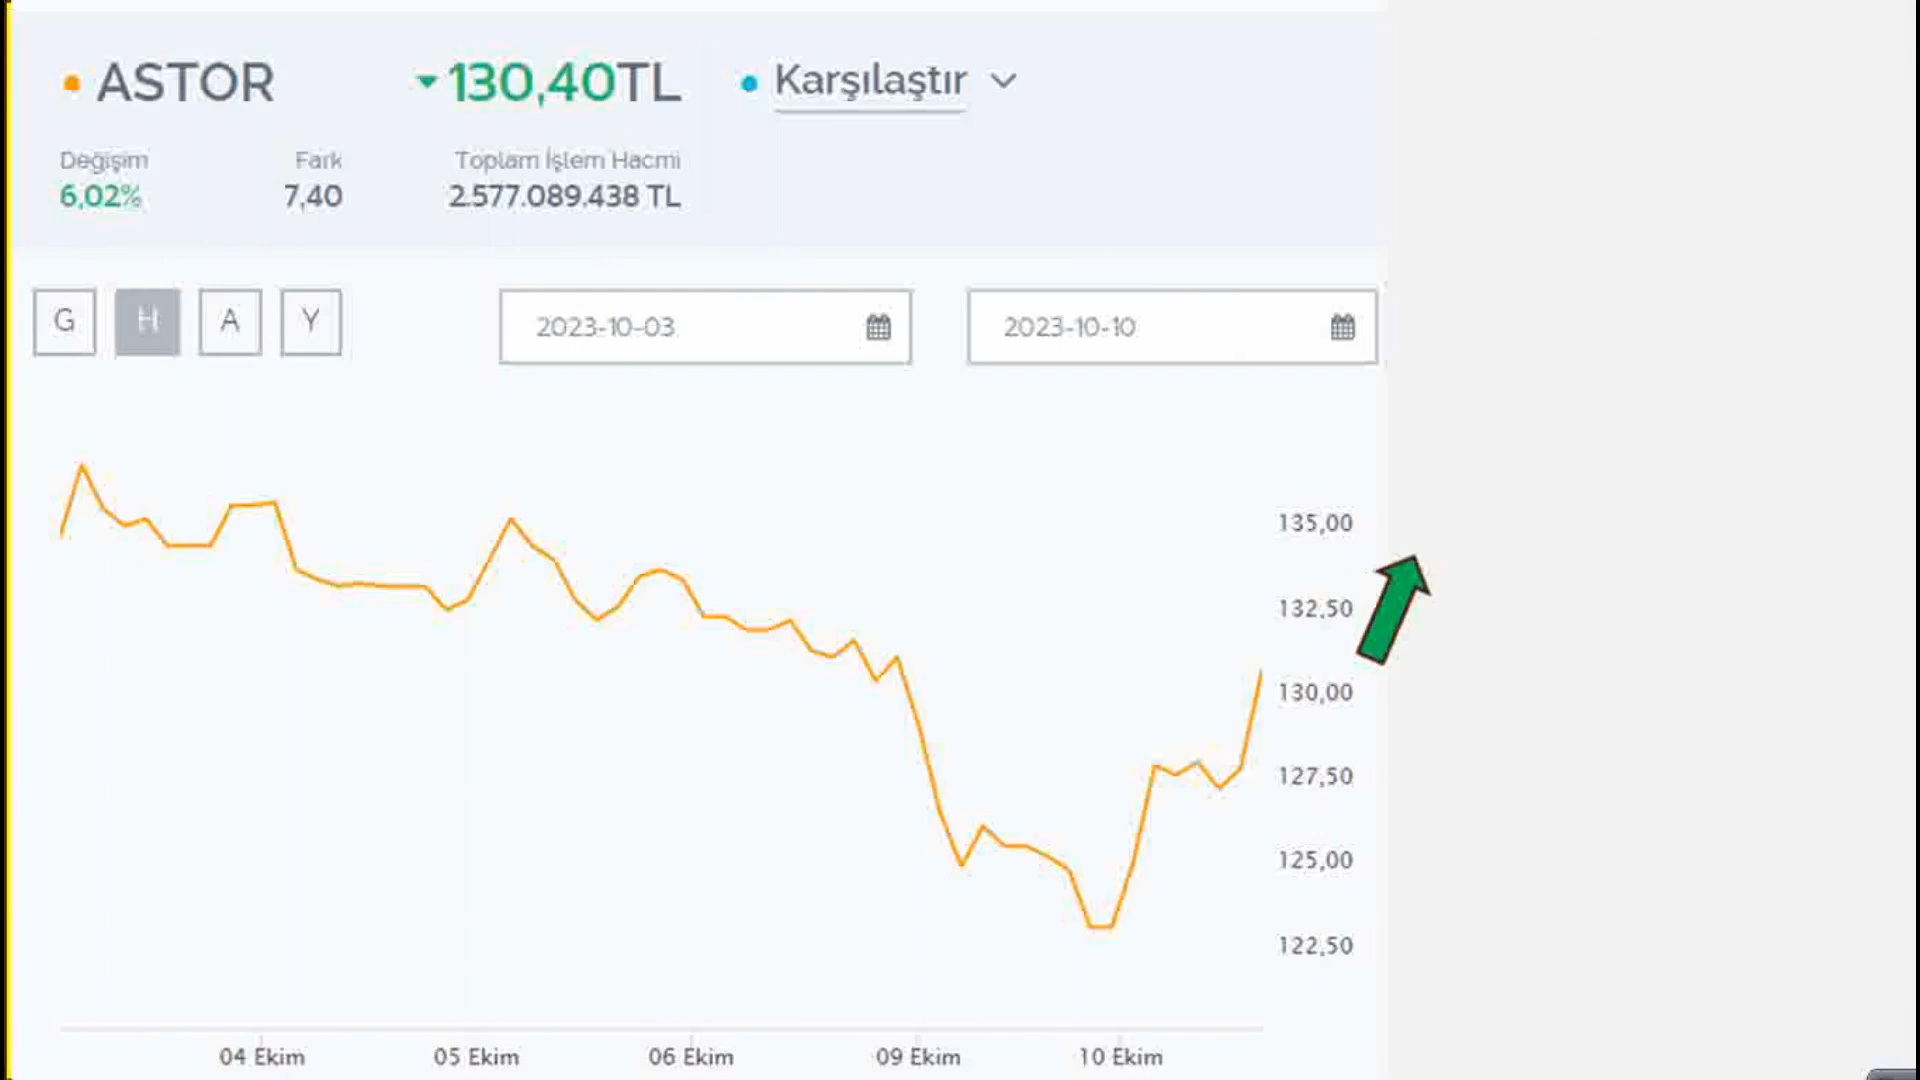 ASTOR 130,40TL Karşılaştır
Değişim Fark Toplam İşlem Hacmi
6,02% 7,40 2.577.089.438 TL
G H A Y 2023-10-03 2023-10-10
135,00
132,50
130,00
127,50
125,00
122,50
04 Ekim 05 Ekim 06 Ekim 09 Ekim 10 Ekim